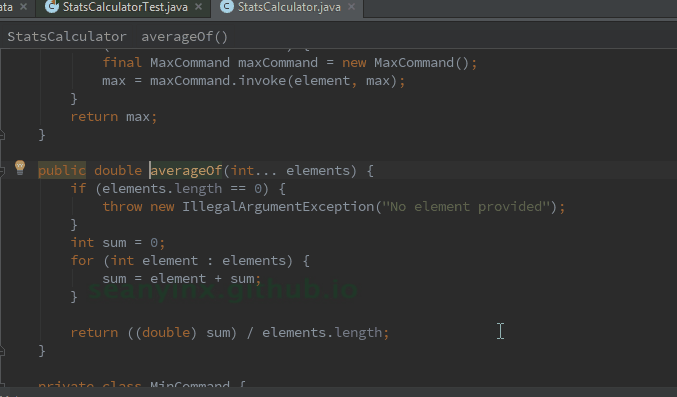 ata StatsCalculatorTest.java StatsCalculator.java
StatsCalculator averageOf()
final MaxCommand maxCommand = new MaxCommand();
max = maxCommand.invoke(element, max);
}
return max;
}
public double averageOf(int... elements) {
if (elements.length == 0) {
throw new IllegalArgumentException("No element provided");
}
int sum = 0;
for (int element : elements) {
sum = element + sum;
}
seanyinx.github.io
return ((double) sum) / elements.length;
}
private class MinCommand {